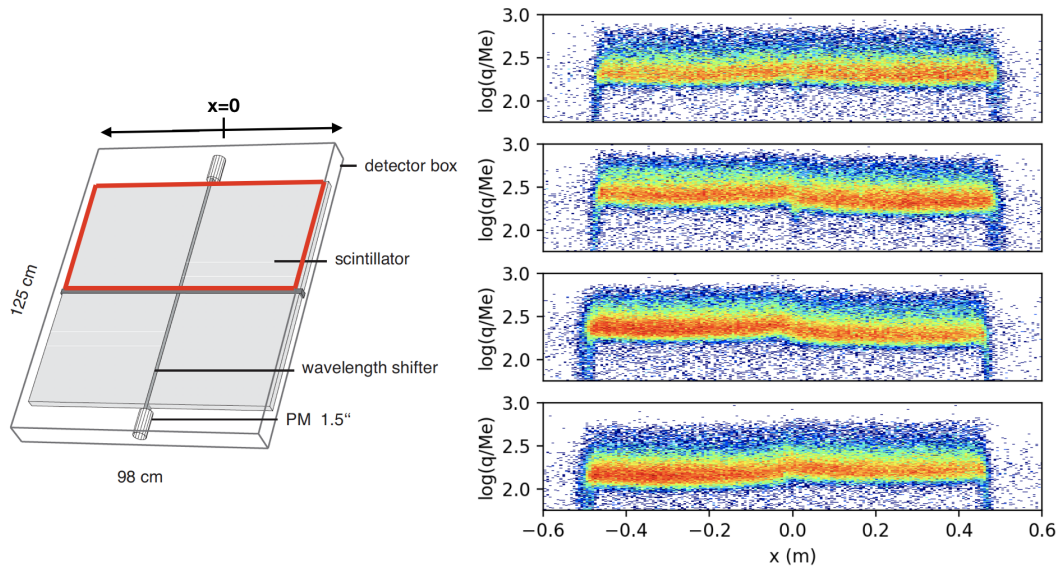 x=0
detector box
scintillator
125 cm
wavelength shifter
PM 1.5“
98 cm
3.0
2.5
2.0
log(q/Me)
3.0
2.5
2.0
log(q/Me)
3.0
2.5
2.0
log(q/Me)
3.0
2.5
2.0
log(q/Me)
−0.6 −0.4 −0.2 0.0 0.2 0.4 0.6
x (m)